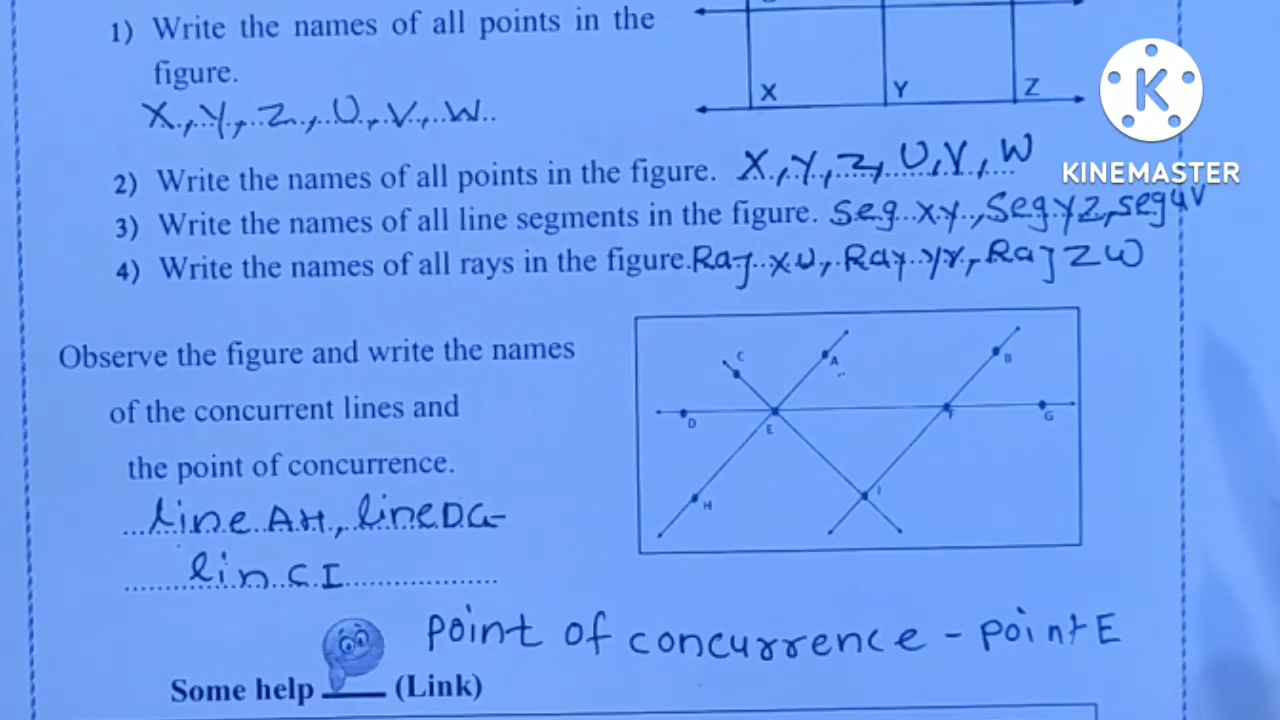 1) Write the names of all points in the
figure.
X, Y, Z, U, V, W
X Y Z
KINEMASTER
2) Write the names of all points in the figure. X, Y, Z, U, V, W
3) Write the names of all line segments in the figure. seg xy, seg yz, seg uv
4) Write the names of all rays in the figure. Ray xu, Ray yv, Ray zw
Observe the figure and write the names
of the concurrent lines and
the point of concurrence.
line AH, line DG
lin CI
C A B
D E F G
H I
point of concurrence - point E
Some help ___ (Link)